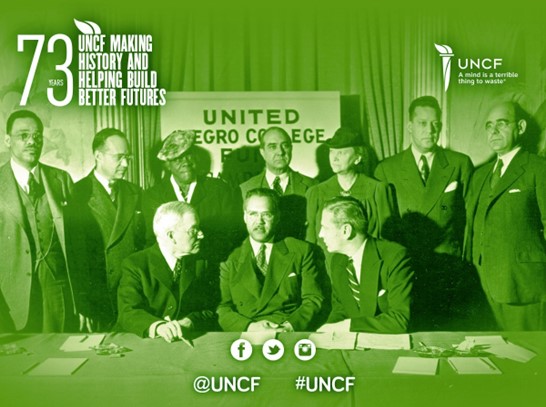 73
YEARS
UNCF MAKING
HISTORY AND
HELPING BUILD
BETTER FUTURES
UNCF
A mind is a terrible
thing to waste®
UNITED
EGRO COLLEGE
@UNCF #UNCF